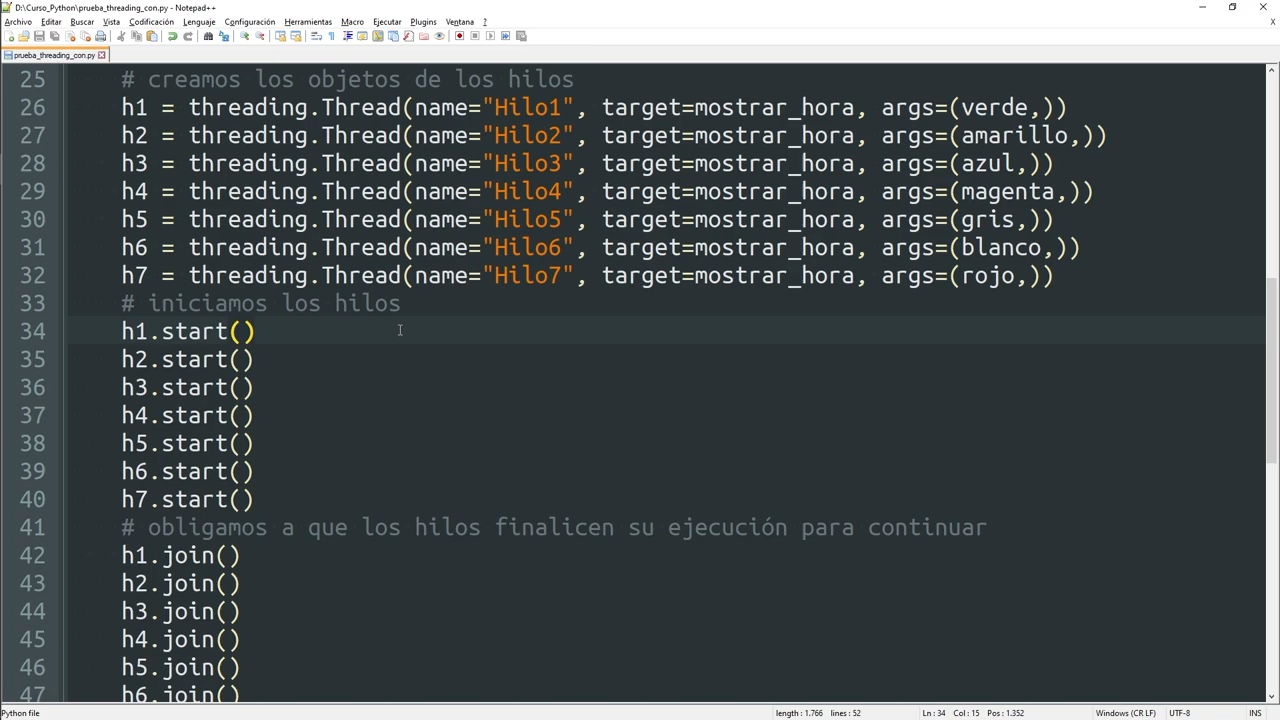 D:\Curso_Python\prueba_threading_con.py - Notepad++
Archivo Editar Buscar Vista Codificación Lenguaje Configuración Herramientas Macro Ejecutar Plugins Ventana ? X
prueba_threading_con.py
25 # creamos los objetos de los hilos
26 h1 = threading.Thread(name="Hilo1", target=mostrar_hora, args=(verde,))
27 h2 = threading.Thread(name="Hilo2", target=mostrar_hora, args=(amarillo,))
28 h3 = threading.Thread(name="Hilo3", target=mostrar_hora, args=(azul,))
29 h4 = threading.Thread(name="Hilo4", target=mostrar_hora, args=(magenta,))
30 h5 = threading.Thread(name="Hilo5", target=mostrar_hora, args=(gris,))
31 h6 = threading.Thread(name="Hilo6", target=mostrar_hora, args=(blanco,))
32 h7 = threading.Thread(name="Hilo7", target=mostrar_hora, args=(rojo,))
33 # iniciamos los hilos
34 h1.start()
35 h2.start()
36 h3.start()
37 h4.start()
38 h5.start()
39 h6.start()
40 h7.start()
41 # obligamos a que los hilos finalicen su ejecución para continuar
42 h1.join()
43 h2.join()
44 h3.join()
45 h4.join()
46 h5.join()
47 h6.join()
Python file length : 1.766 lines : 52 Ln : 34 Col : 15 Pos : 1.352 Windows (CR LF) UTF-8 INS